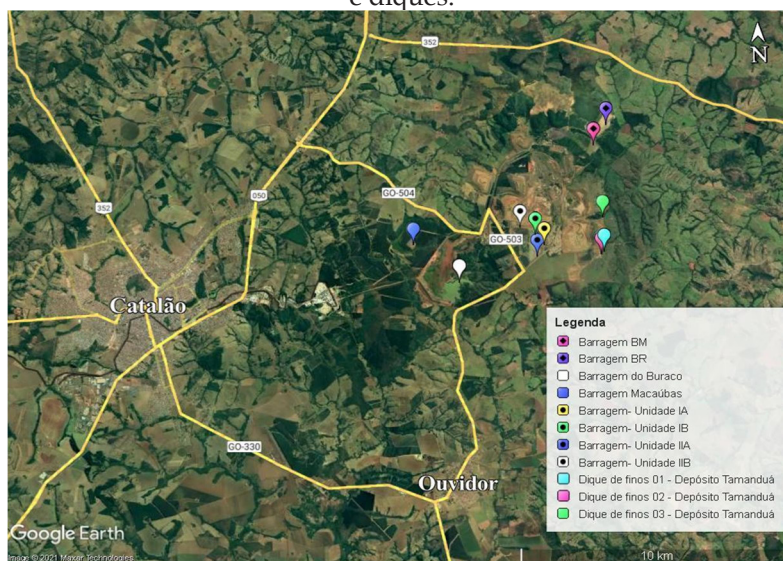 e diques.
N
352
352
050
GO-504
GO-503
Catalão
GO-330
Ouvidor
Legenda
Barragem BM
Barragem BR
Barragem do Buraco
Barragem Macaúbas
Barragem- Unidade IA
Barragem- Unidade IB
Barragem- Unidade IIA
Barragem- Unidade IIB
Dique de finos 01 - Depósito Tamanduá
Dique de finos 02 - Depósito Tamanduá
Dique de finos 03 - Depósito Tamanduá
Google Earth
Image © 2021 Maxar Technologies
10 km